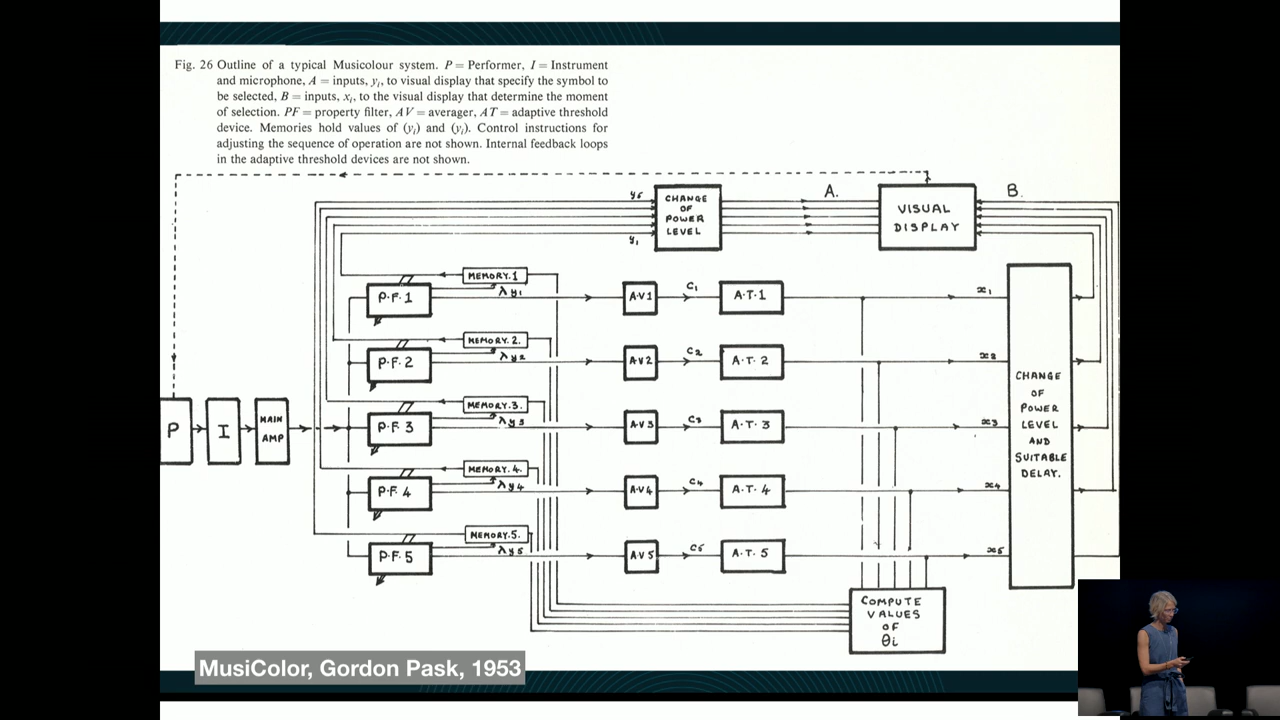 Fig. 26 Outline of a typical Musicolour system. P = Performer, I = Instrument
and microphone, A = inputs, yi, to visual display that specify the symbol to
be selected, B = inputs, xi, to the visual display that determine the moment
of selection. PF = property filter, AV = averager, AT = adaptive threshold
device. Memories hold values of (yi) and (yi). Control instructions for
adjusting the sequence of operation are not shown. Internal feedback loops
in the adaptive threshold devices are not shown.
y5
y1
CHANGE
OF
POWER
LEVEL
A.
VISUAL
DISPLAY
B.
MEMORY.1
P.F.1
λy1
A.V1
C1
A.T.1
x1
MEMORY.2.
P.F.2
λy2
A.V2
C2
A.T.2
x2
MEMORY.3.
P.F.3
λy3
A.V3
C3
A.T.3
x3
MEMORY.4.
P.F.4
λy4
A.V4
C4
A.T.4
x4
MEMORY.5.
P.F.5
λy5
A.V5
C5
A.T.5
x5
P
I
MAIN
AMP
CHANGE
OF
POWER
LEVEL
AND
SUITABLE
DELAY.
COMPUTE
VALUES
OF
θi
MusiColor, Gordon Pask, 1953